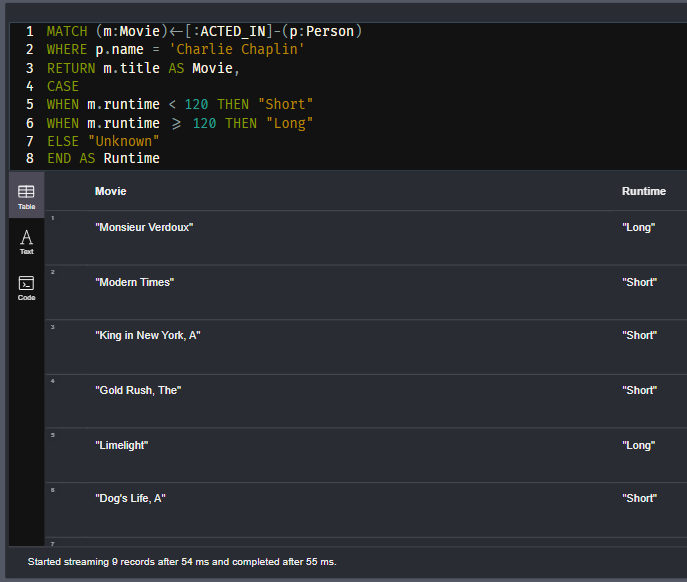 1 MATCH (m:Movie)<-[:ACTED_IN]-(p:Person)
2 WHERE p.name = 'Charlie Chaplin'
3 RETURN m.title AS Movie,
4 CASE
5 WHEN m.runtime < 120 THEN "Short"
6 WHEN m.runtime >= 120 THEN "Long"
7 ELSE "Unknown"
8 END AS Runtime
Table
Text
Code
Movie Runtime
1 "Monsieur Verdoux" "Long"
2 "Modern Times" "Short"
3 "King in New York, A" "Short"
4 "Gold Rush, The" "Short"
5 "Limelight" "Long"
6 "Dog's Life, A" "Short"
7
Started streaming 9 records after 54 ms and completed after 55 ms.